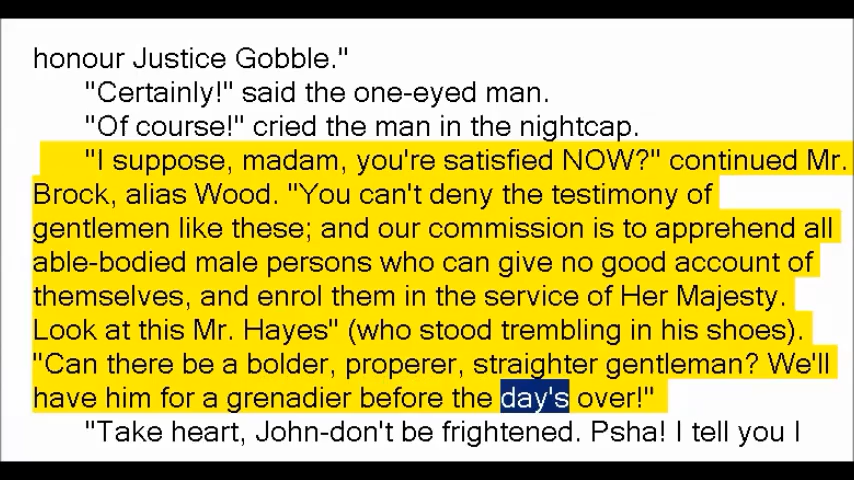 honour Justice Gobble."
"Certainly!" said the one-eyed man.
"Of course!" cried the man in the nightcap.
"I suppose, madam, you're satisfied NOW?" continued Mr.
Brock, alias Wood. "You can't deny the testimony of
gentlemen like these; and our commission is to apprehend all
able-bodied male persons who can give no good account of
themselves, and enrol them in the service of Her Majesty.
Look at this Mr. Hayes" (who stood trembling in his shoes).
"Can there be a bolder, properer, straighter gentleman? We'll
have him for a grenadier before the day's over!"
"Take heart, John-don't be frightened. Psha! I tell you I